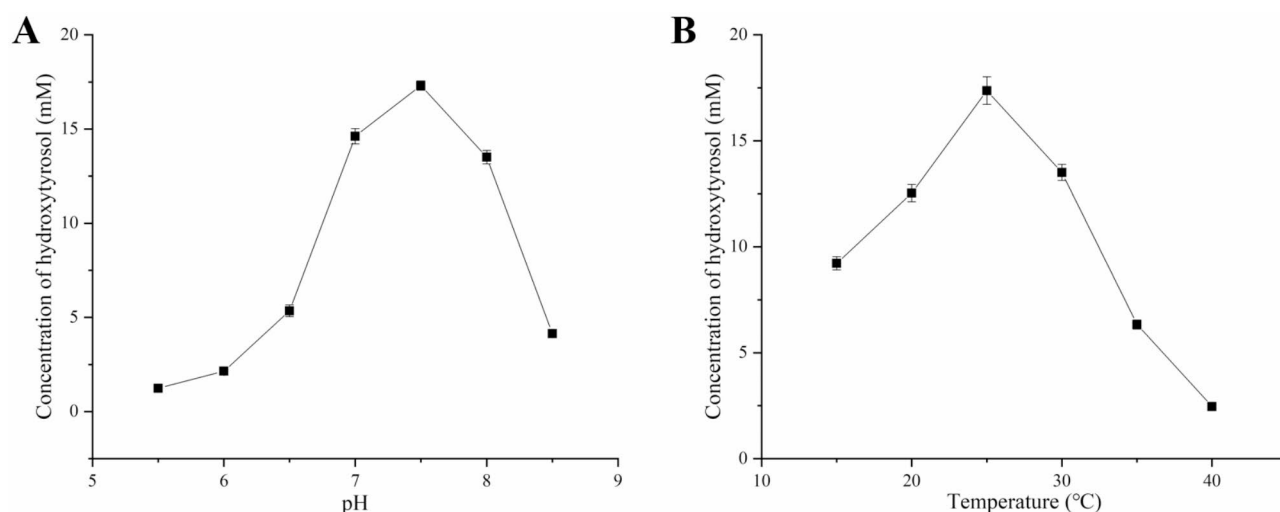 A
Concentration of hydroxytyrosol (mM)
20
15
10
5
0
5 6 7 8 9
pH
B
Concentration of hydroxytyrosol (mM)
20
15
10
5
0
10 20 30 40
Temperature (℃)